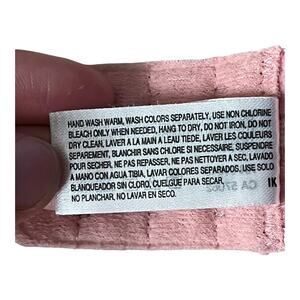 HAND WASH WARM, WASH COLORS SEPARATELY, USE NON CHLORINE
BLEACH ONLY WHEN NEEDED, HANG TO DRY, DO NOT IRON, DO NOT
DRY CLEAN, LAVER A LA MAIN A LEAU TIEDE, LAVER LES COULEURS
SEPAREMENT, BLANCHIR SANS CHLORE SI NECESSAIRE, SUSPENDRE
POUR SECHER, NE PAS REPASSER, NE PAS NETTOYER A SEC, LAVADO
A MANO CON AGUA TIBIA, LAVAR COLORES SEPARADOS, USE SOLO
BLANQUEADOR SIN CLORO, CUELGUE PARA SECAR,
NO PLANCHAR, NO LAVAR EN SECO.
1K